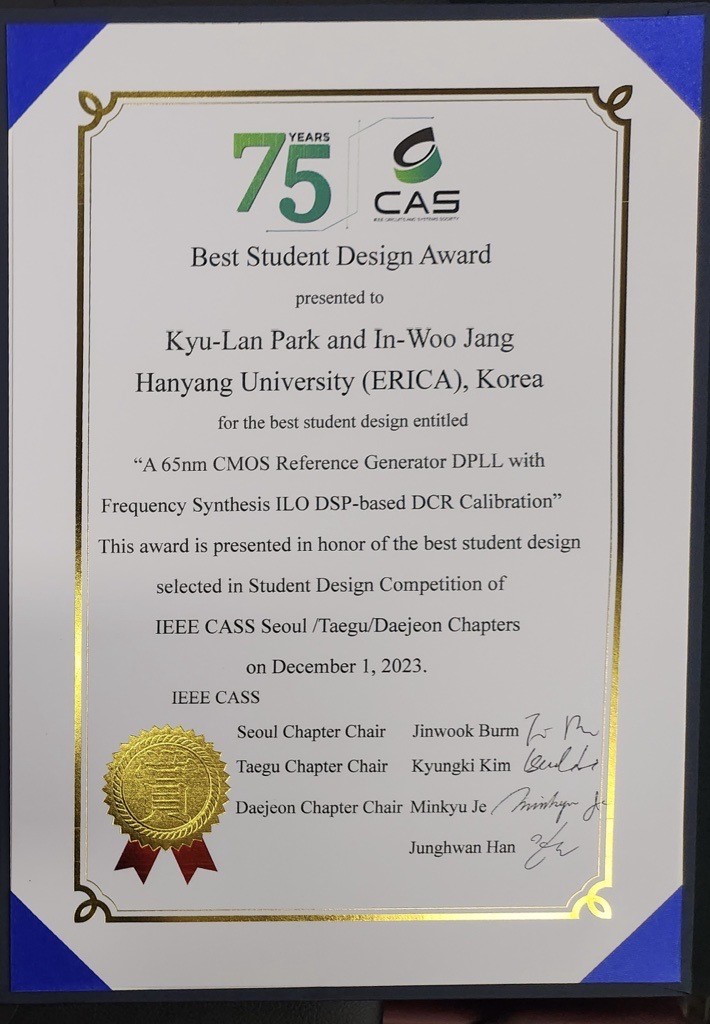 75 YEARS
CAS
IEEE CIRCUITS AND SYSTEMS SOCIETY
Best Student Design Award
presented to
Kyu-Lan Park and In-Woo Jang
Hanyang University (ERICA), Korea
for the best student design entitled
“A 65nm CMOS Reference Generator DPLL with
Frequency Synthesis ILO DSP-based DCR Calibration”
This award is presented in honor of the best student design
selected in Student Design Competition of
IEEE CASS Seoul /Taegu/Daejeon Chapters
on December 1, 2023.
IEEE CASS
Seoul Chapter Chair Jinwook Burm
Taegu Chapter Chair Kyungki Kim
Daejeon Chapter Chair Minkyu Je Minkyu Je
Junghwan Han
賞